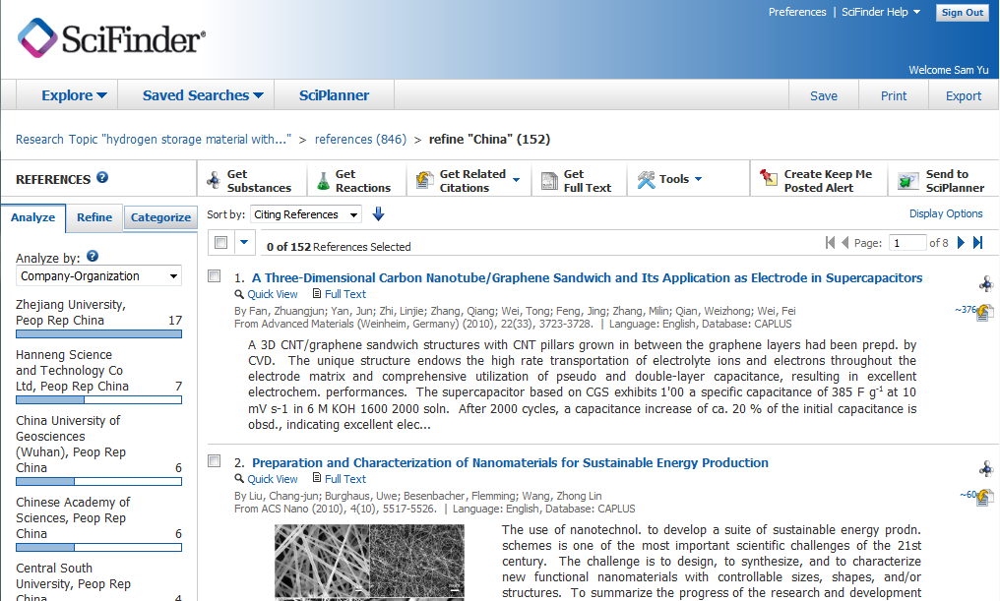 Preferences | SciFinder Help Sign Out
SciFinder®
Welcome Sam Yu
Explore Saved Searches SciPlanner Save Print Export
Research Topic "hydrogen storage material with..." > references (846) > refine "China" (152)
REFERENCES ? Get Substances Get Reactions Get Related Citations Get Full Text Tools Create Keep Me Posted Alert Send to SciPlanner
Analyze Refine Categorize
Sort by: Citing References Display Options
0 of 152 References Selected Page: 1 of 8
Analyze by: ?
Company-Organization
Zhejiang University,
Peop Rep China 17
Hanneng Science
and Technology Co
Ltd, Peop Rep China 7
China University of
Geosciences
(Wuhan), Peop Rep
China 6
Chinese Academy of
Sciences, Peop Rep
China 6
Central South
University, Peop Rep
China 4
1. A Three-Dimensional Carbon Nanotube/Graphene Sandwich and Its Application as Electrode in Supercapacitors
Quick View Full Text
~376
By Fan, Zhuangjun; Yan, Jun; Zhi, Linjie; Zhang, Qiang; Wei, Tong; Feng, Jing; Zhang, Milin; Qian, Weizhong; Wei, Fei
From Advanced Materials (Weinheim, Germany) (2010), 22(33), 3723-3728. | Language: English, Database: CAPLUS
A 3D CNT/graphene sandwich structures with CNT pillars grown in between the graphene layers had been prepd. by
CVD. The unique structure endows the high rate transportation of electrolyte ions and electrons throughout the
electrode matrix and comprehensive utilization of pseudo and double-layer capacitance, resulting in excellent
electrochem. performances. The supercapacitor based on CGS exhibits 1'00 a specific capacitance of 385 F g-1 at 10
mV s-1 in 6 M KOH 1600 2000 soln. After 2000 cycles, a capacitance increase of ca. 20 % of the initial capacitance is
obsd., indicating excellent elec...
2. Preparation and Characterization of Nanomaterials for Sustainable Energy Production
Quick View Full Text
~60
By Liu, Chang-jun; Burghaus, Uwe; Besenbacher, Flemming; Wang, Zhong Lin
From ACS Nano (2010), 4(10), 5517-5526. | Language: English, Database: CAPLUS
The use of nanotechnol. to develop a suite of sustainable energy prodn.
schemes is one of the most important scientific challenges of the 21st
century. The challenge is to design, to synthesize, and to characterize
new functional nanomaterials with controllable sizes, shapes, and/or
structures. To summarize the progress of the research and development